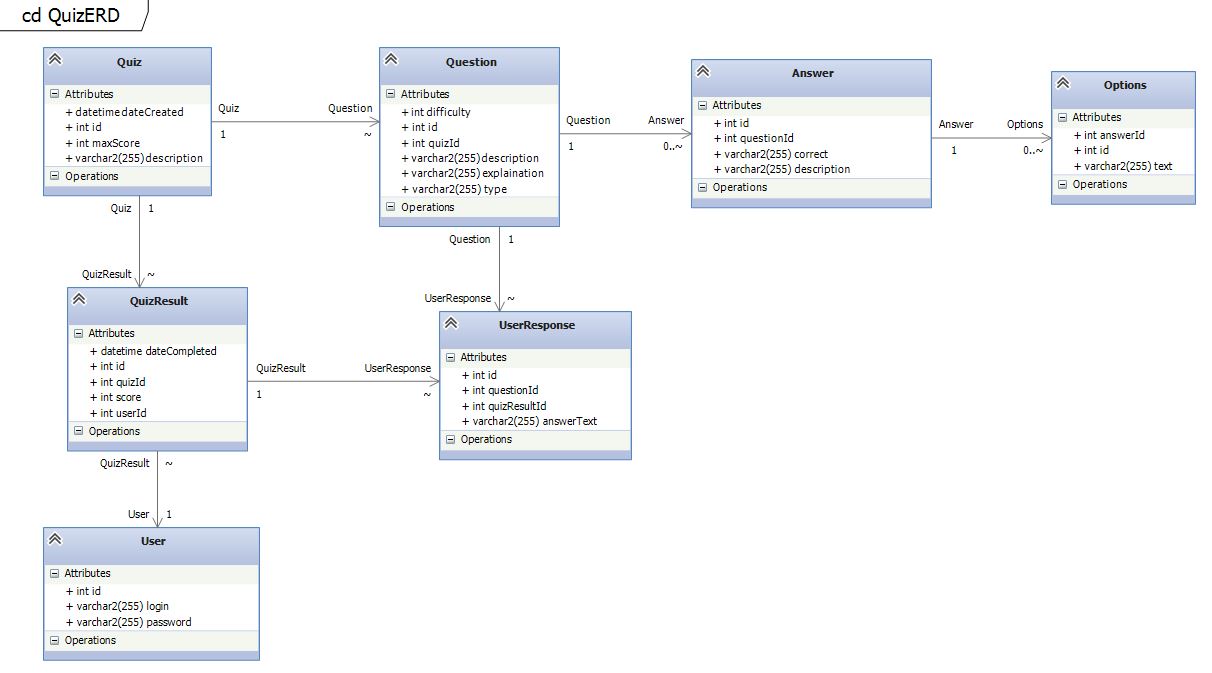 cd QuizERD
Quiz
Attributes
+ datetime dateCreated
+ int id
+ int maxScore
+ varchar2(255) description
Operations
Quiz
Question
1
~
Question
Attributes
+ int difficulty
+ int id
+ int quizId
+ varchar2(255) description
+ varchar2(255) explaination
+ varchar2(255) type
Operations
Question
Answer
1
0..~
Answer
Attributes
+ int id
+ int questionId
+ varchar2(255) correct
+ varchar2(255) description
Operations
Answer
Options
1
0..~
Options
Attributes
+ int answerId
+ int id
+ varchar2(255) text
Operations
Quiz
1
QuizResult
~
Question
1
UserResponse
~
QuizResult
Attributes
+ datetime dateCompleted
+ int id
+ int quizId
+ int score
+ int userId
Operations
QuizResult
UserResponse
1
~
UserResponse
Attributes
+ int id
+ int questionId
+ int quizResultId
+ varchar2(255) answerText
Operations
QuizResult
~
User
1
User
Attributes
+ int id
+ varchar2(255) login
+ varchar2(255) password
Operations